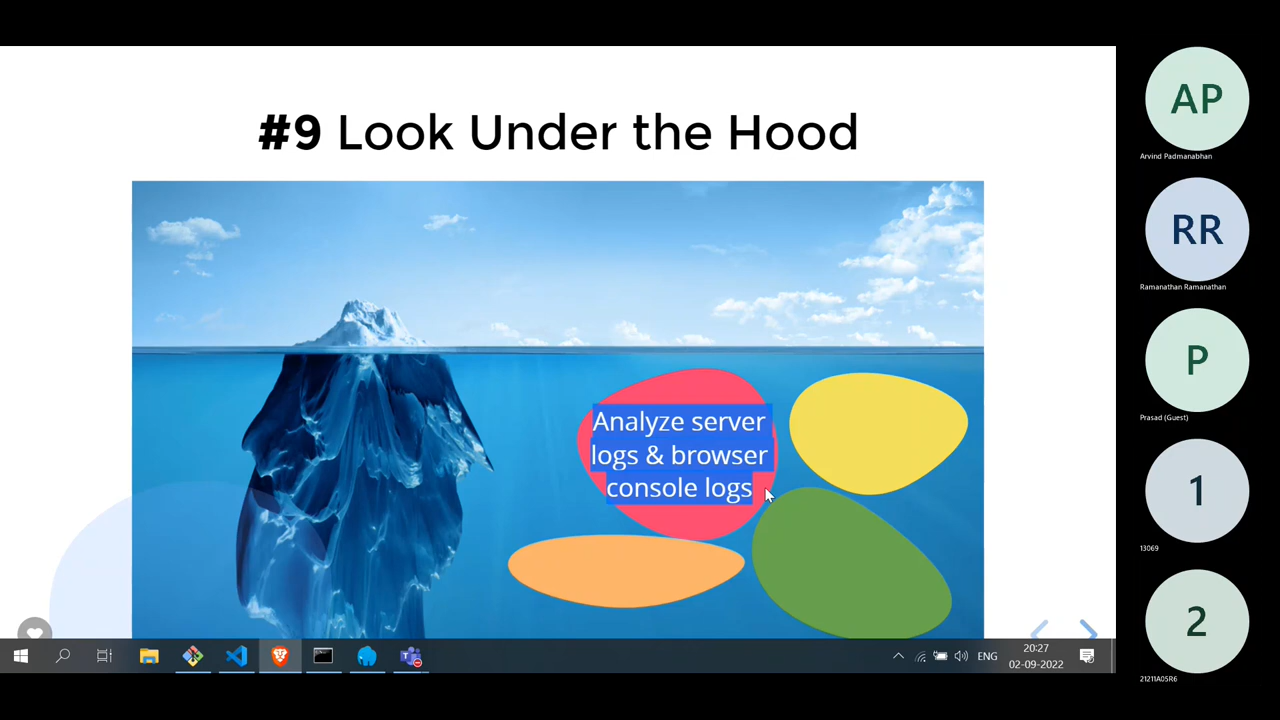 #9 Look Under the Hood
Analyze server
logs & browser
console logs
AP
Arvind Padmanabhan
RR
Ramanathan Ramanathan
P
Prasad (Guest)
1
13069
2
21211A05R6
ENG
20:27
02-09-2022